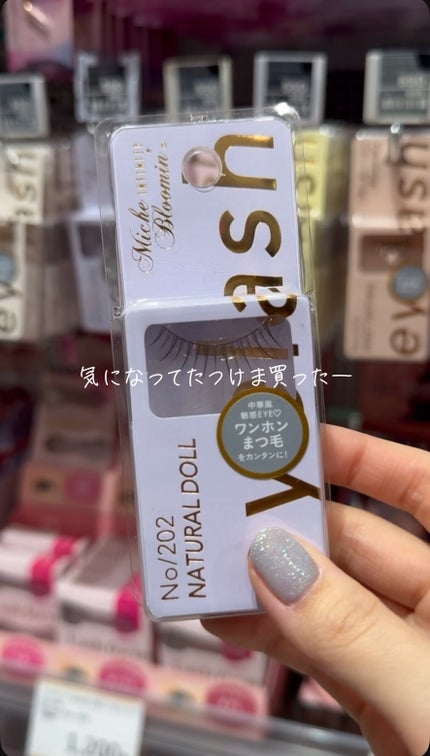 Miche
Bloomin'
eyelash
気になってたつけま買ったー
中華風
魅惑EYE♡
ワンホン
まつ毛
をカンタンに!
No/202
NATURAL DOLL
1,200